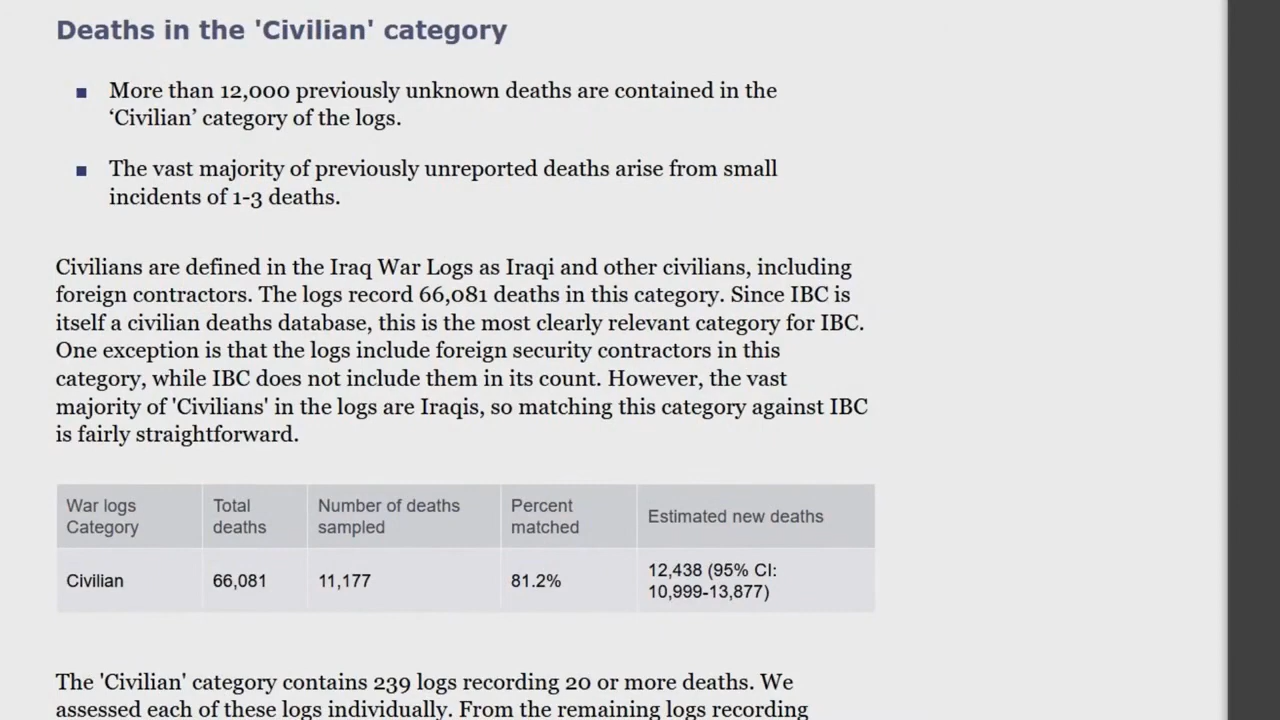 Deaths in the 'Civilian' category
More than 12,000 previously unknown deaths are contained in the
‘Civilian’ category of the logs.
The vast majority of previously unreported deaths arise from small
incidents of 1-3 deaths.
Civilians are defined in the Iraq War Logs as Iraqi and other civilians, including
foreign contractors. The logs record 66,081 deaths in this category. Since IBC is
itself a civilian deaths database, this is the most clearly relevant category for IBC.
One exception is that the logs include foreign security contractors in this
category, while IBC does not include them in its count. However, the vast
majority of 'Civilians' in the logs are Iraqis, so matching this category against IBC
is fairly straightforward.
War logs
Category
Total
deaths
Number of deaths
sampled
Percent
matched
Estimated new deaths
Civilian
66,081
11,177
81.2%
12,438 (95% CI:
10,999-13,877)
The 'Civilian' category contains 239 logs recording 20 or more deaths. We
assessed each of these logs individually. From the remaining logs recording